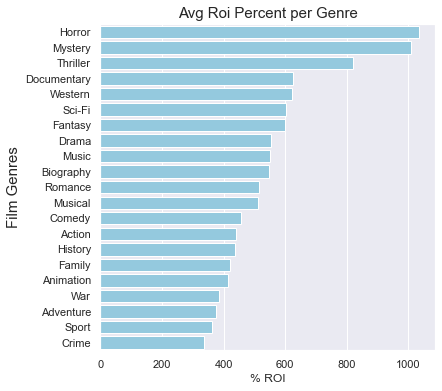 Avg Roi Percent per Genre
Film Genres
Horror
Mystery
Thriller
Documentary
Western
Sci-Fi
Fantasy
Drama
Music
Biography
Romance
Musical
Comedy
Action
History
Family
Animation
War
Adventure
Sport
Crime
0 200 400 600 800 1000
% ROI